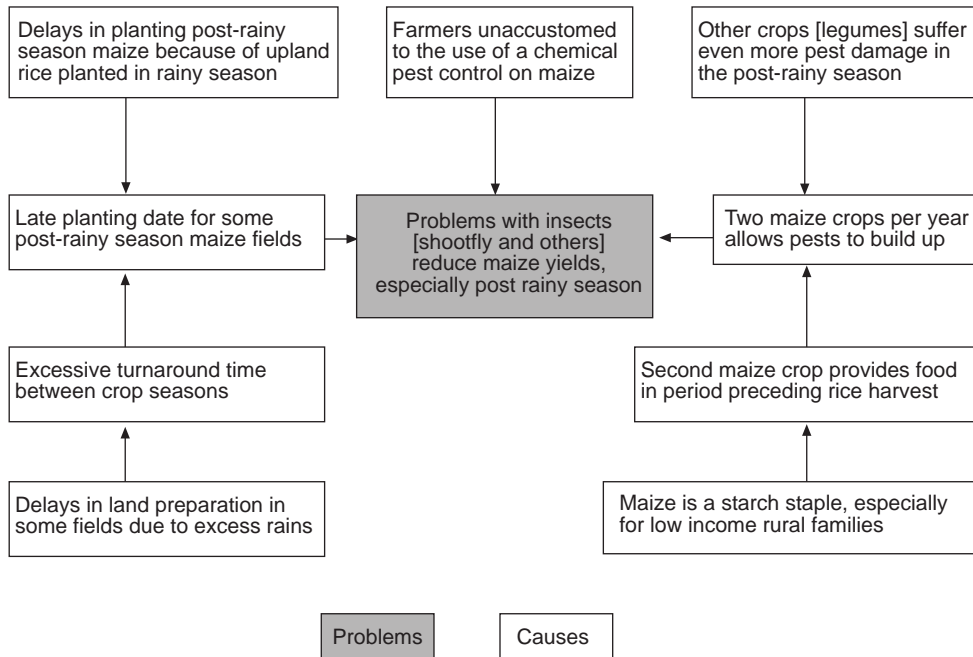 Delays in planting post-rainy
season maize because of upland
rice planted in rainy season
Farmers unaccustomed
to the use of a chemical
pest control on maize
Other crops [legumes] suffer
even more pest damage in
the post-rainy season
Late planting date for some
post-rainy season maize fields
Problems with insects
[shootfly and others]
reduce maize yields,
especially post rainy season
Two maize crops per year
allows pests to build up
Excessive turnaround time
between crop seasons
Second maize crop provides food
in period preceding rice harvest
Delays in land preparation in
some fields due to excess rains
Maize is a starch staple, especially
for low income rural families
Problems
Causes